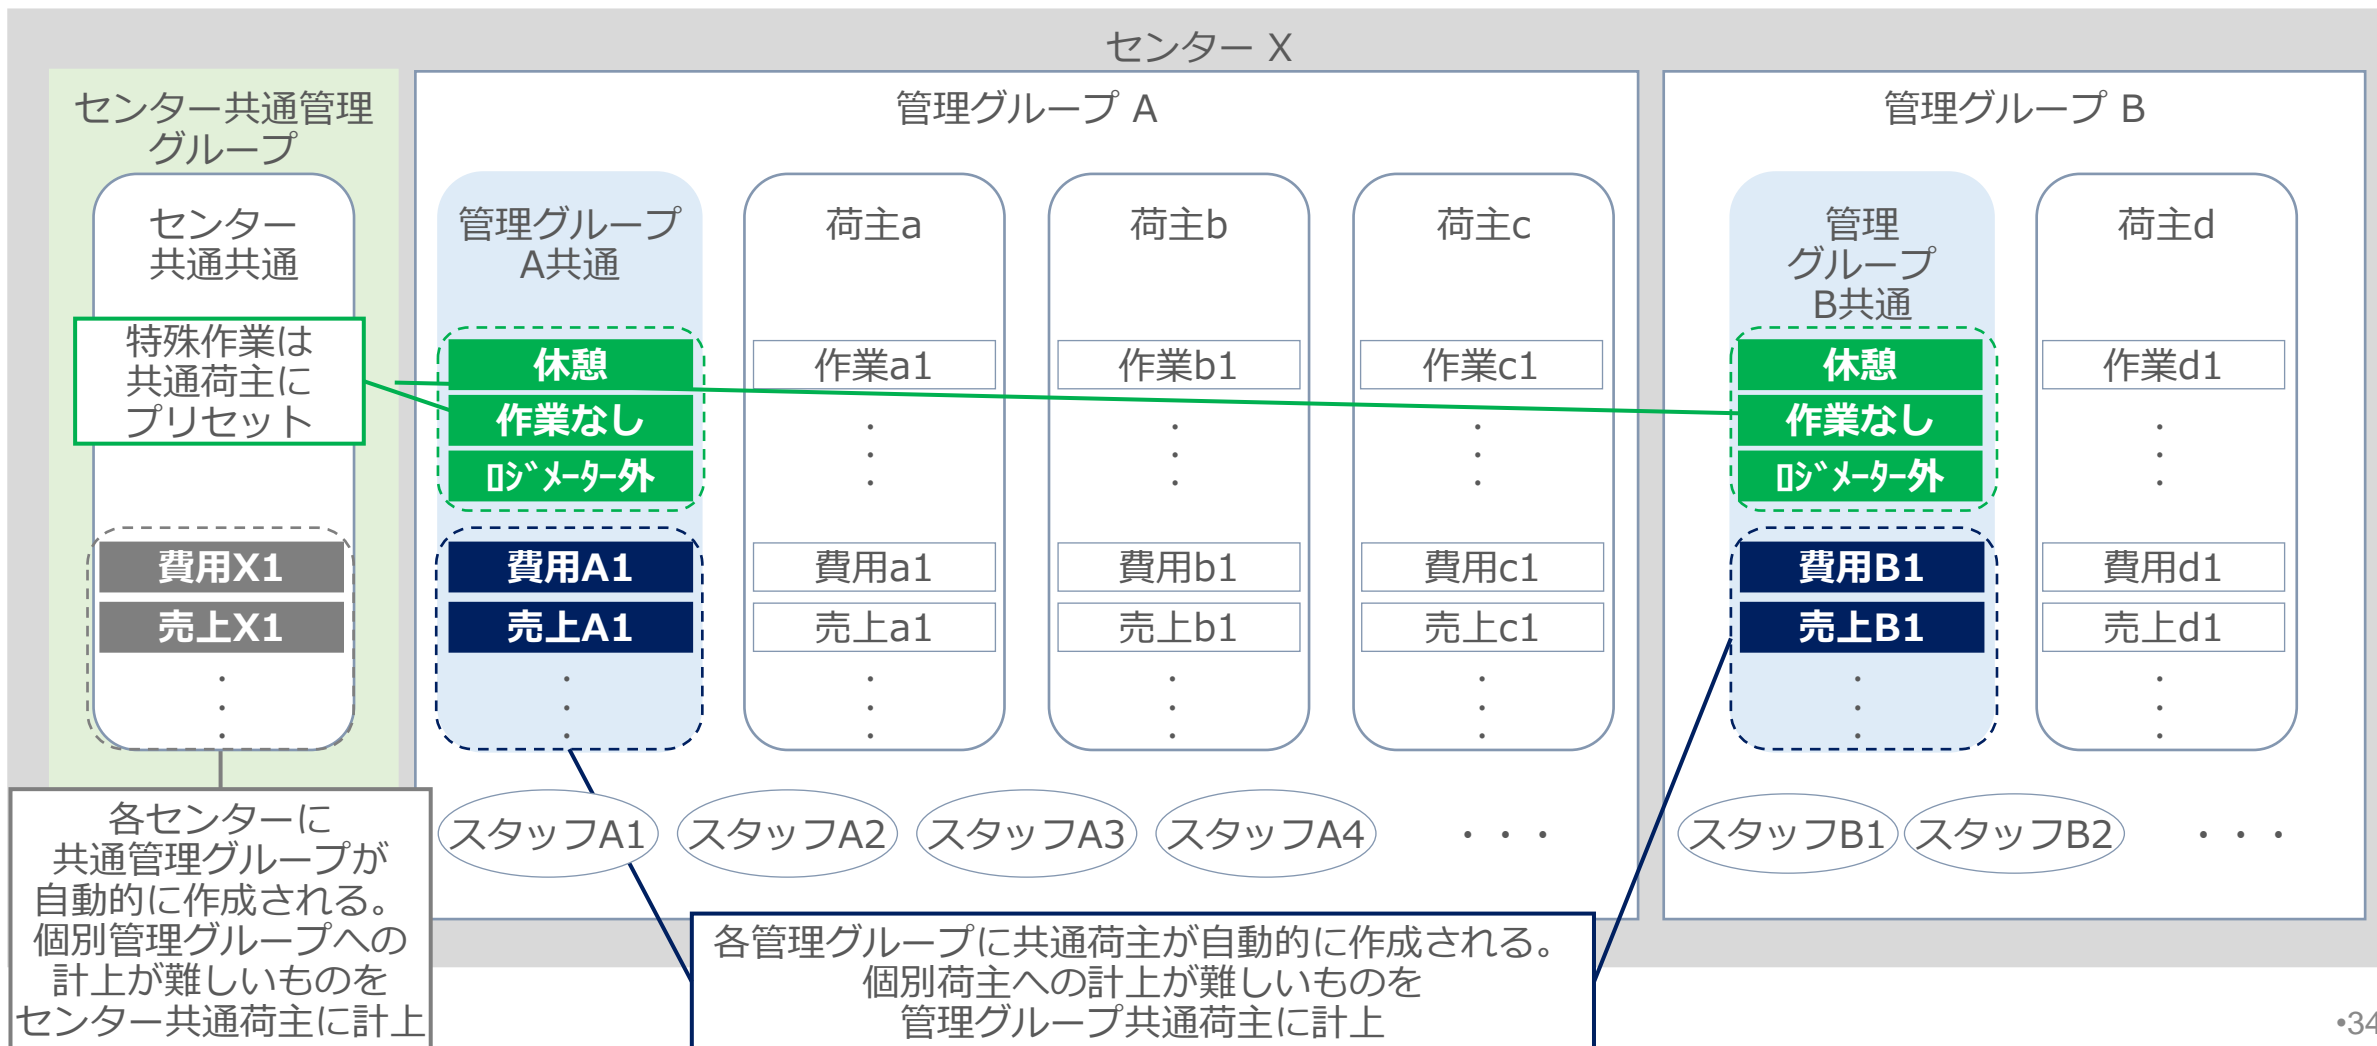 センター X
センター共通管理
グループ
センター
共通共通
特殊作業は
共通荷主に
プリセット
費用X1
売上X1
・
・
・
各センターに
共通管理グループが
自動的に作成される。
個別管理グループへの
計上が難しいものを
センター共通荷主に計上
管理グループ A
管理グループ
A共通
休憩
作業なし
ﾛｼﾞﾒｰﾀｰ外
費用A1
売上A1
・
・
・
荷主a
作業a1
・
・
・
費用a1
売上a1
・
・
・
荷主b
作業b1
・
・
・
費用b1
売上b1
・
・
・
荷主c
作業c1
・
・
・
費用c1
売上c1
・
・
・
スタッフA1
スタッフA2
スタッフA3
スタッフA4
・・・
管理グループ B
管理
グループ
B共通
休憩
作業なし
ﾛｼﾞﾒｰﾀｰ外
費用B1
売上B1
・
・
・
荷主d
作業d1
・
・
・
費用d1
売上d1
・
・
・
スタッフB1
スタッフB2
・・・
各管理グループに共通荷主が自動的に作成される。
個別荷主への計上が難しいものを
管理グループ共通荷主に計上
•34